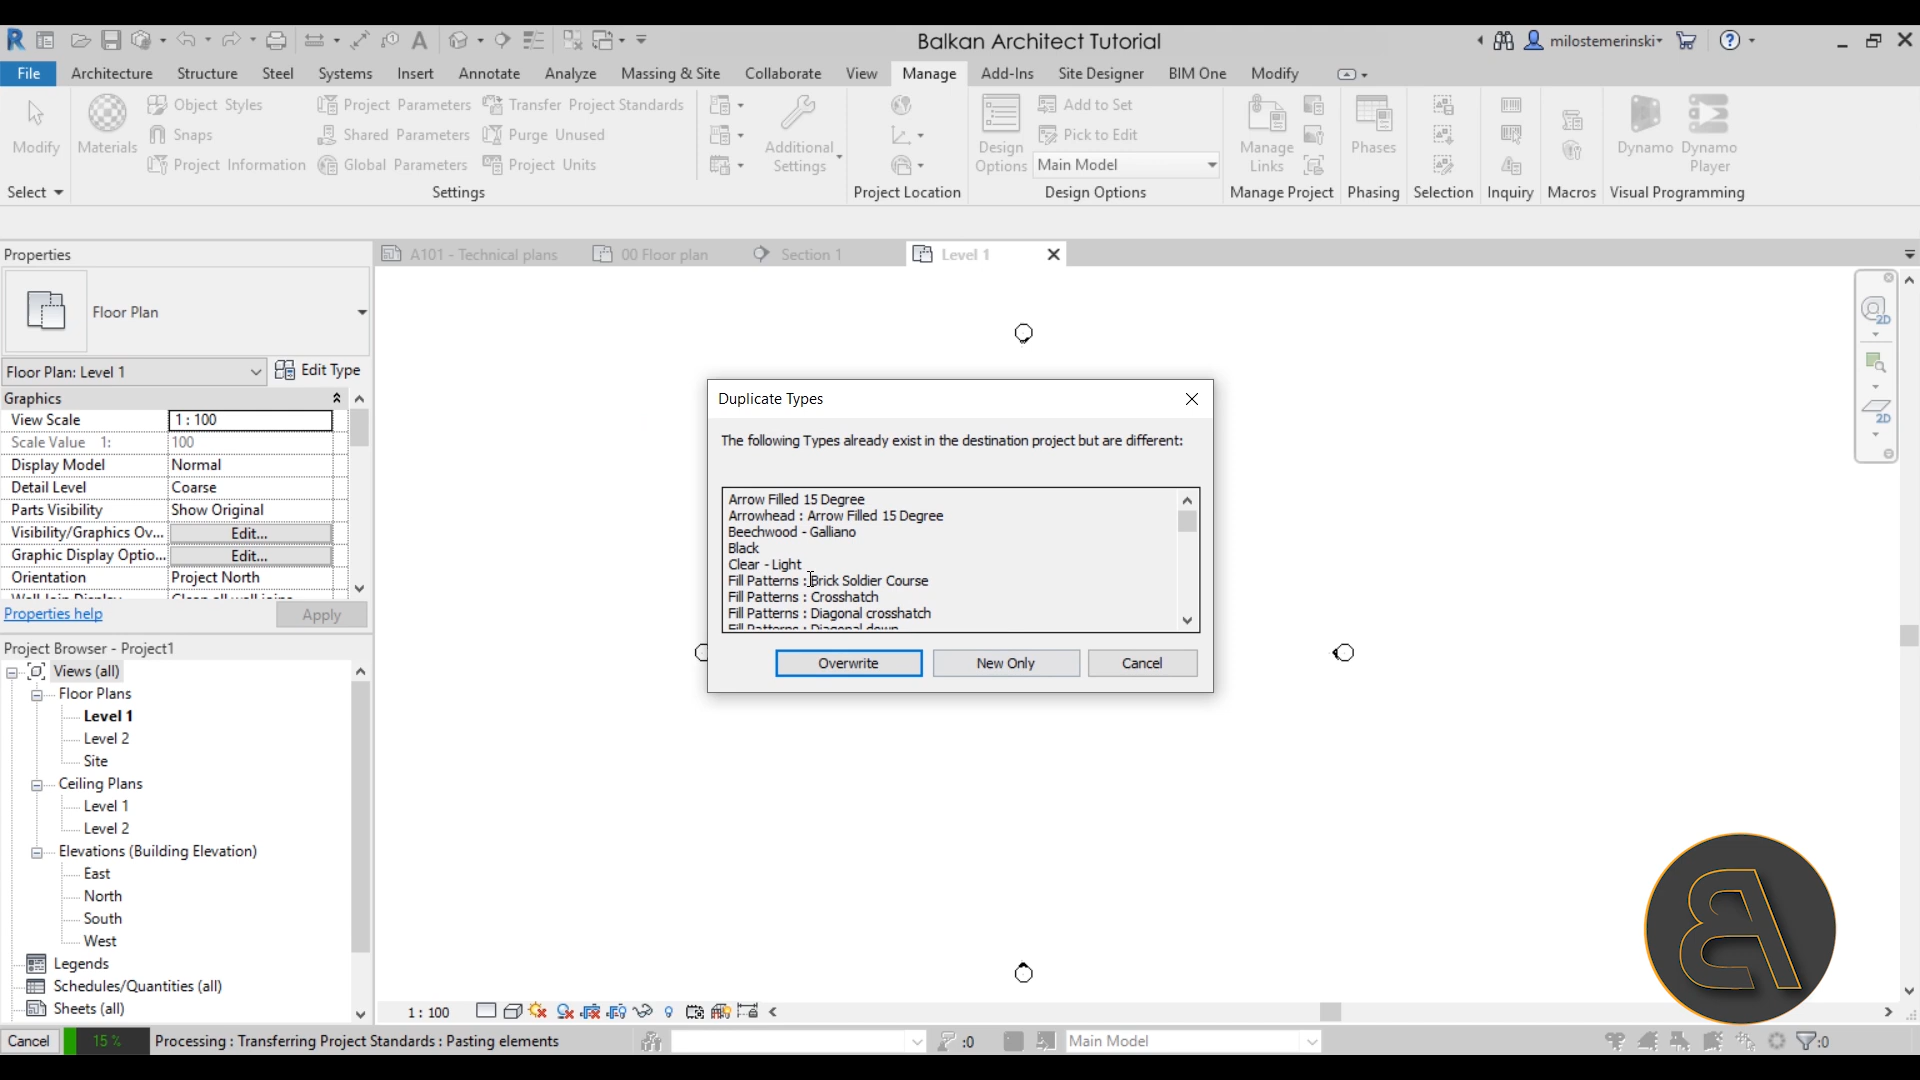 Balkan Architect Tutorial
milostemerinski
File Architecture Structure Steel Systems Insert Annotate Analyze Massing & Site Collaborate View Manage Add-Ins Site Designer BIM One Modify
Modify
Select
Materials
Object Styles
Snaps
Project Information
Project Parameters
Shared Parameters
Global Parameters
Transfer Project Standards
Purge Unused
Project Units
Additional
Settings
Settings
Project Location
Design
Options
Add to Set
Pick to Edit
Main Model
Design Options
Manage
Links
Manage Project
Phases
Phasing
Selection
Inquiry
Macros
Dynamo
Dynamo
Player
Visual Programming
Properties
A101 - Technical plans
00 Floor plan
Section 1
Level 1
Floor Plan
Floor Plan: Level 1
Edit Type
Graphics
View Scale 1 : 100
Scale Value 1: 100
Display Model Normal
Detail Level Coarse
Parts Visibility Show Original
Visibility/Graphics Ov... Edit...
Graphic Display Optio... Edit...
Orientation Project North
Properties help
Apply
Project Browser - Project1
Views (all)
Floor Plans
Level 1
Level 2
Site
Ceiling Plans
Level 1
Level 2
Elevations (Building Elevation)
East
North
South
West
Legends
Schedules/Quantities (all)
Sheets (all)
2D
2D
Duplicate Types
The following Types already exist in the destination project but are different:
Arrow Filled 15 Degree
Arrowhead : Arrow Filled 15 Degree
Beechwood - Galliano
Black
Clear - Light
Fill Patterns : Brick Soldier Course
Fill Patterns : Crosshatch
Fill Patterns : Diagonal crosshatch
Fill Patterns : Diagonal down
Overwrite
New Only
Cancel
1 : 100
Cancel
15 %
Processing : Transferring Project Standards : Pasting elements
:0
Main Model
:0